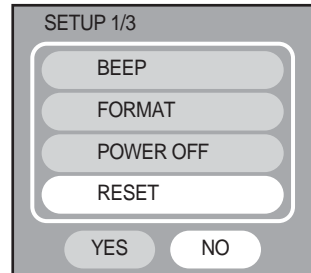 SETUP 1/3
BEEP
FORMAT
POWER OFF
RESET
YES NO